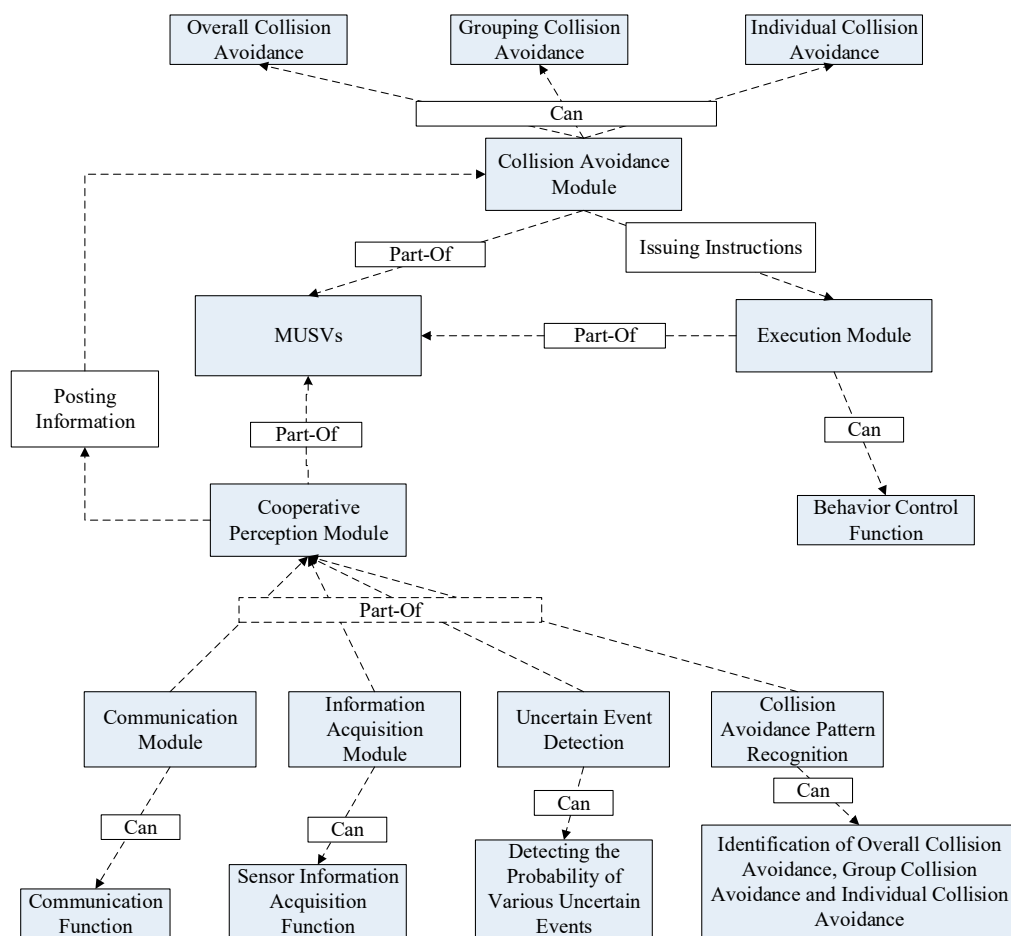 Overall Collision
Avoidance
Grouping Collision
Avoidance
Individual Collision
Avoidance
Can
Collision Avoidance
Module
Part-Of
Issuing Instructions
MUSVs
Part-Of
Execution Module
Posting
Information
Part-Of
Can
Cooperative
Perception Module
Behavior Control
Function
Part-Of
Communication
Module
Information
Acquisition
Module
Uncertain Event
Detection
Collision
Avoidance Pattern
Recognition
Can
Can
Can
Can
Communication
Function
Sensor Information
Acquisition
Function
Detecting the
Probability of
Various Uncertain
Events
Identification of Overall Collision
Avoidance, Group Collision
Avoidance and Individual Collision
Avoidance